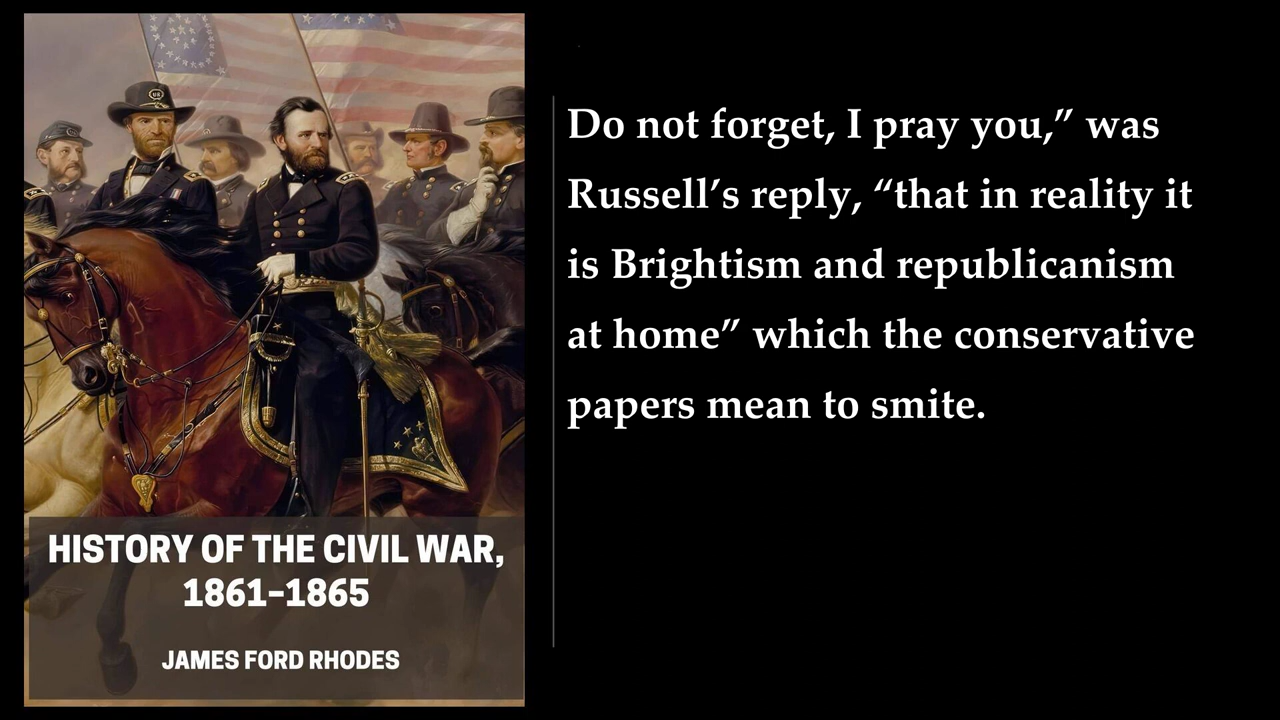 Do not forget, I pray you,” was
Russell’s reply, “that in reality it
is Brightism and republicanism
at home” which the conservative
papers mean to smite.
HISTORY OF THE CIVIL WAR,
1861–1865
JAMES FORD RHODES